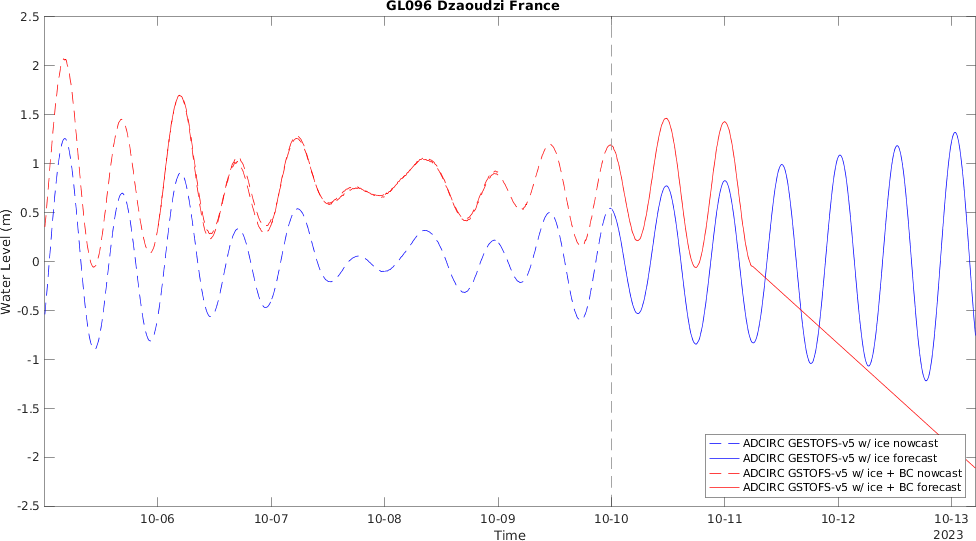 GL096 Dzaoudzi France
2.5
2
1.5
1
0.5
0
-0.5
-1
-1.5
-2
-2.5
Water Level (m)
ADCIRC GESTOFS-v5 w/ ice nowcast
ADCIRC GESTOFS-v5 w/ ice forecast
ADCIRC GSTOFS-v5 w/ ice + BC nowcast
ADCIRC GSTOFS-v5 w/ ice + BC forecast
10-06 10-07 10-08 10-09 10-10 10-11 10-12 10-13
Time 2023